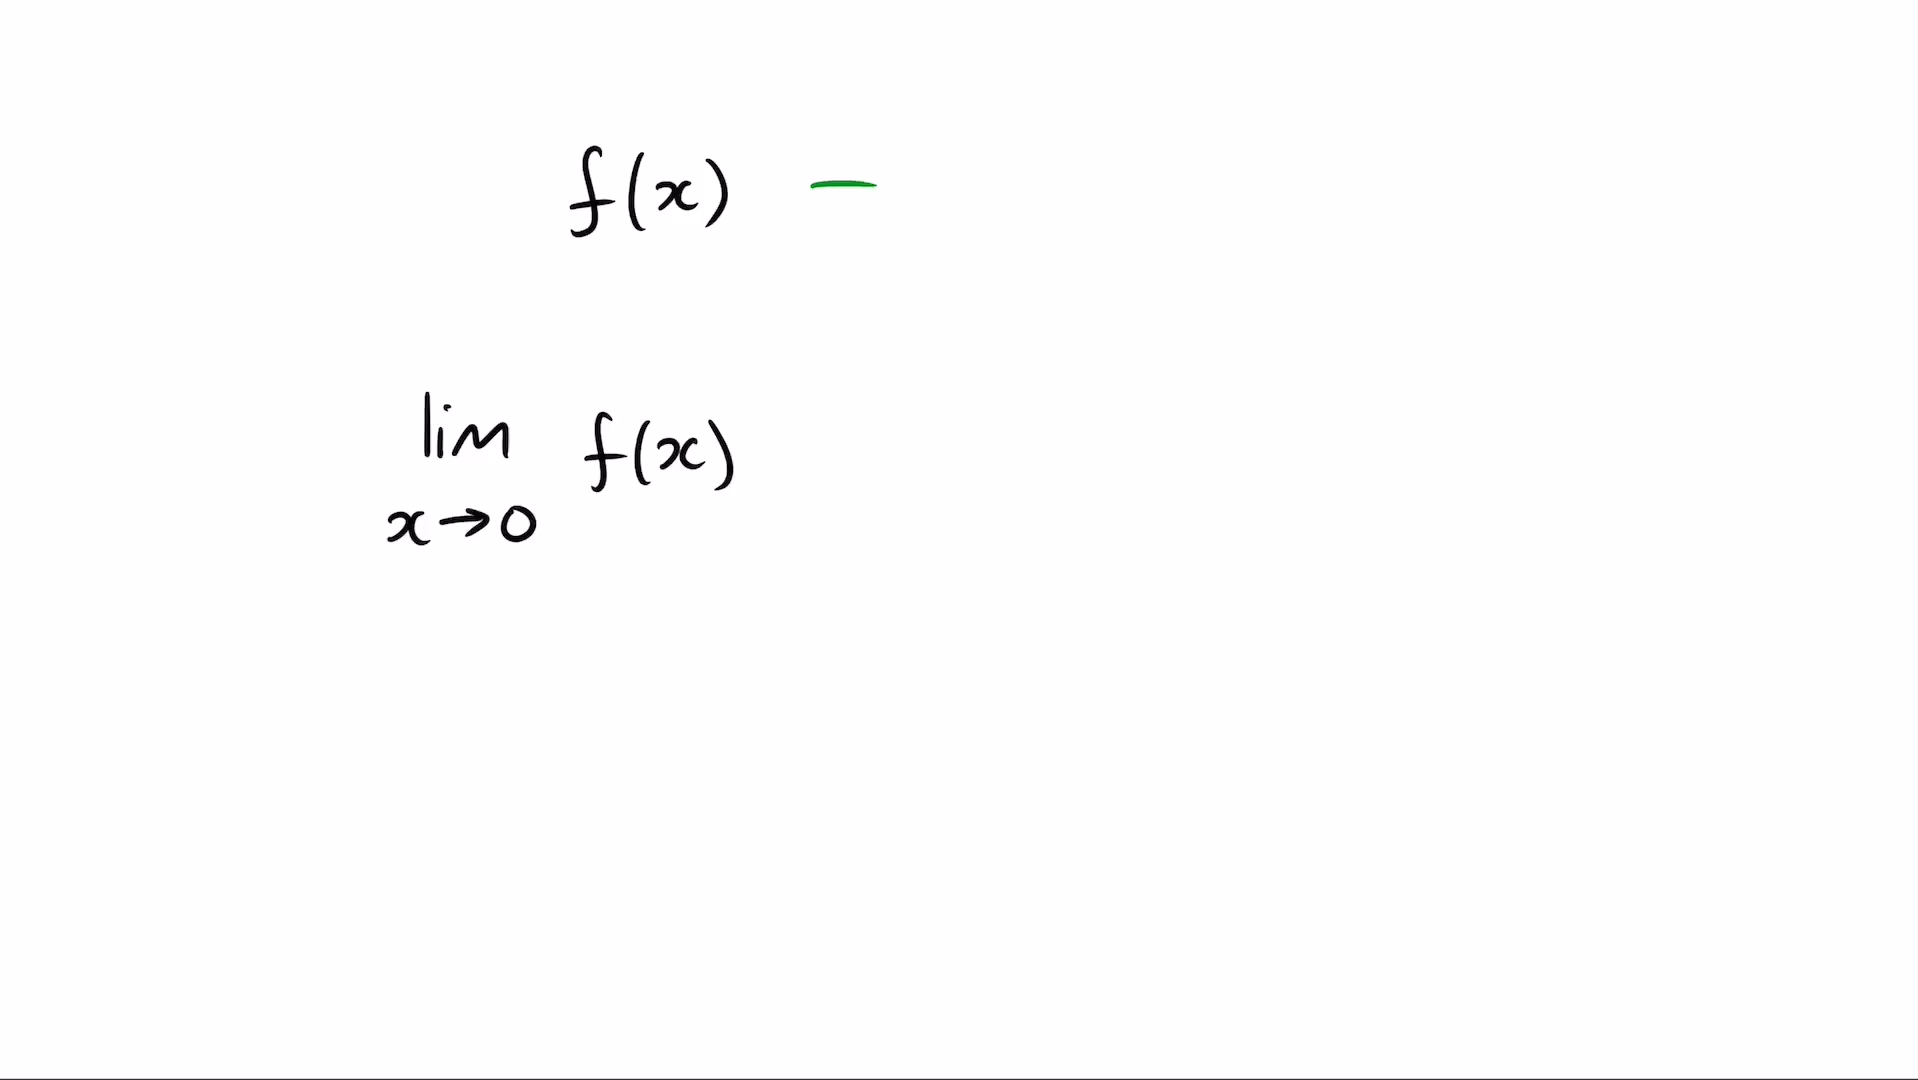 f(x) —
lim f(x)
x→0